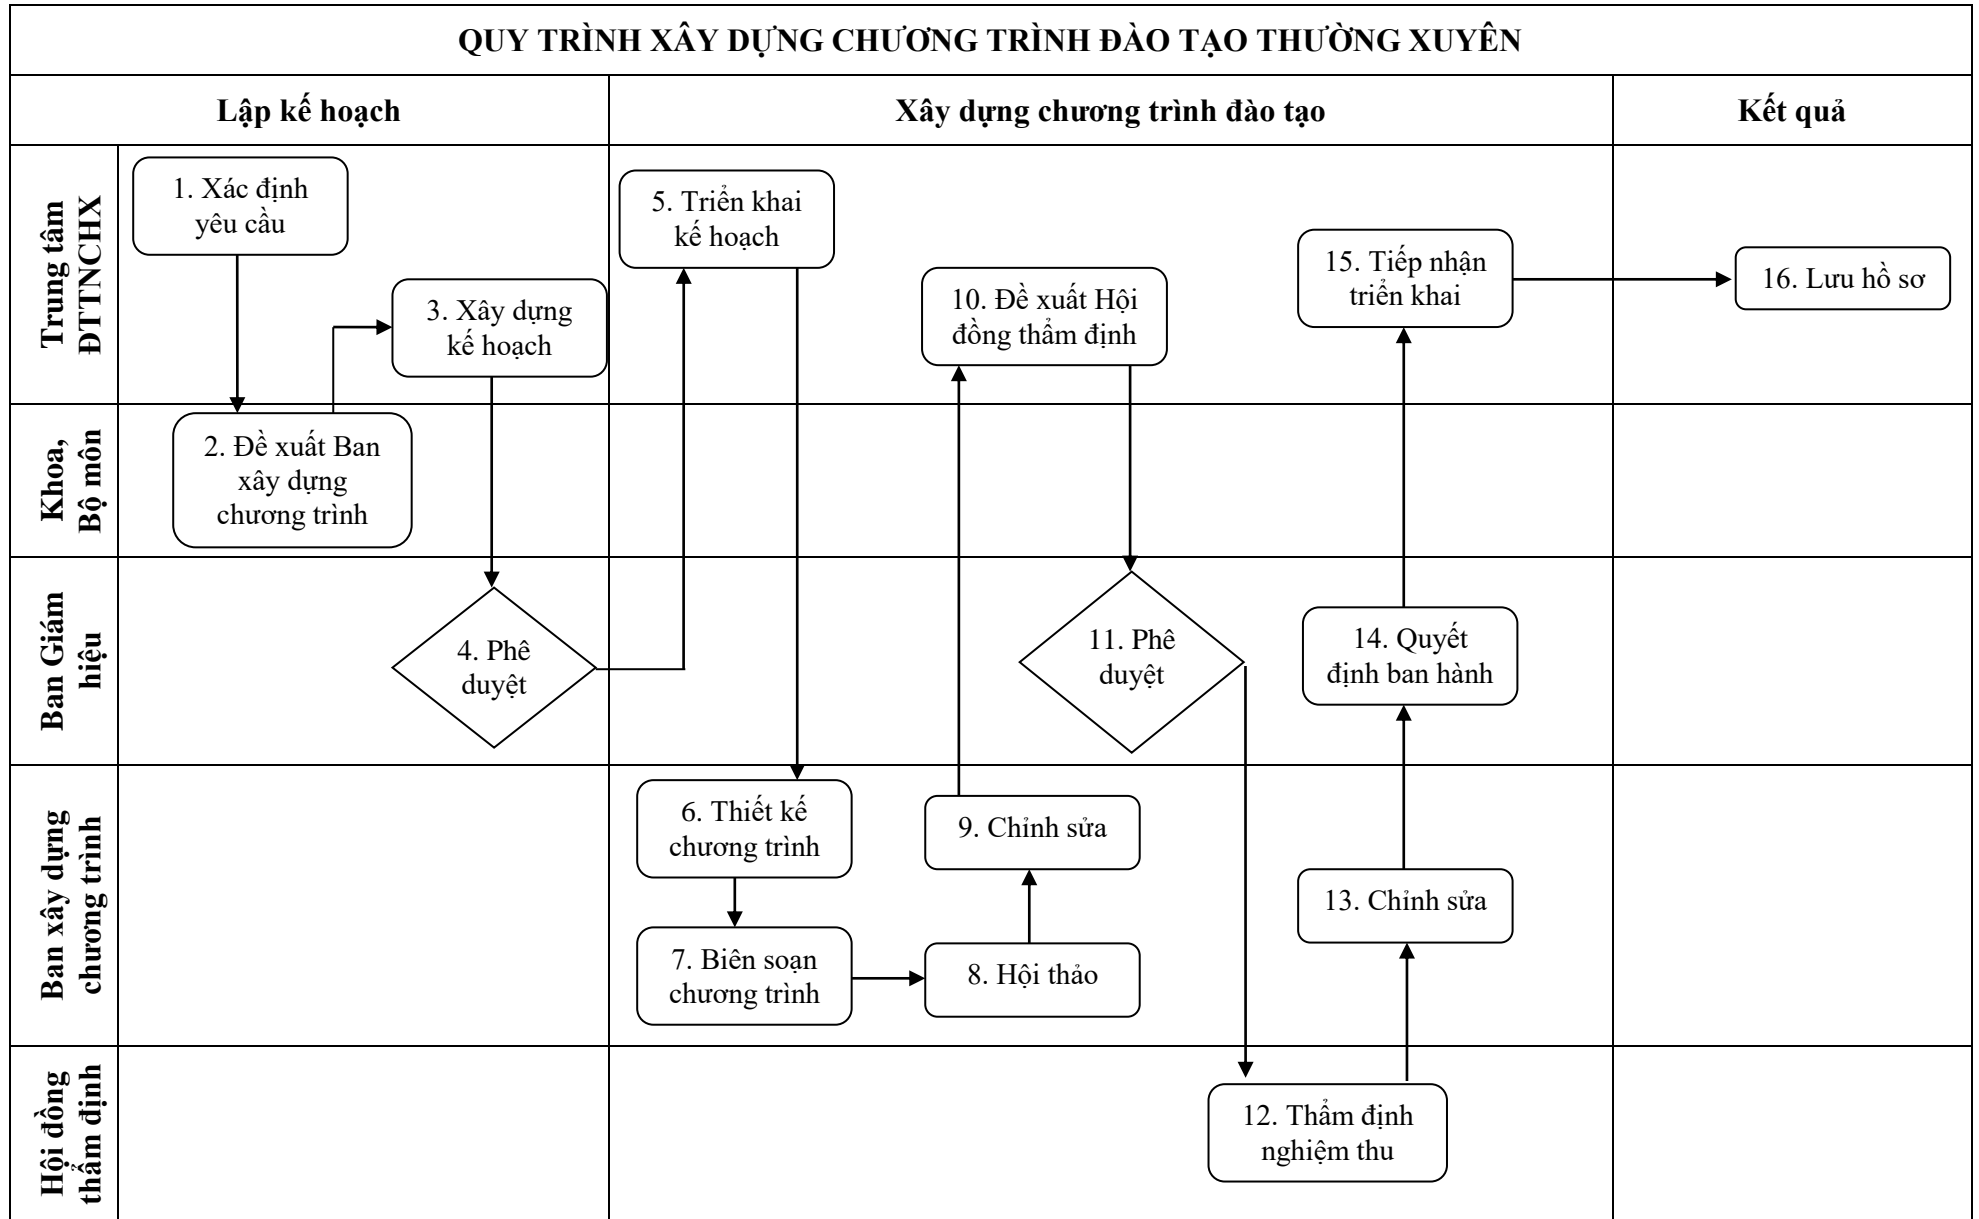 QUY TRÌNH XÂY DỰNG CHƯƠNG TRÌNH ĐÀO TẠO THƯỜNG XUYÊN
Lập kế hoạch
Xây dựng chương trình đào tạo
Kết quả
Trung tâm
ĐTTNCHX
1. Xác định
yêu cầu
3. Xây dựng
kế hoạch
5. Triển khai
kế hoạch
10. Đề xuất Hội
đồng thẩm định
15. Tiếp nhận
triển khai
16. Lưu hồ sơ
Khoa,
Bộ môn
2. Đề xuất Ban
xây dựng
chương trình
Ban Giám
hiệu
4. Phê
duyệt
11. Phê
duyệt
14. Quyết
định ban hành
Ban xây dựng
chương trình
6. Thiết kế
chương trình
9. Chỉnh sửa
13. Chỉnh sửa
7. Biên soạn
chương trình
8. Hội thảo
Hội đồng
thẩm định
12. Thẩm định
nghiệm thu